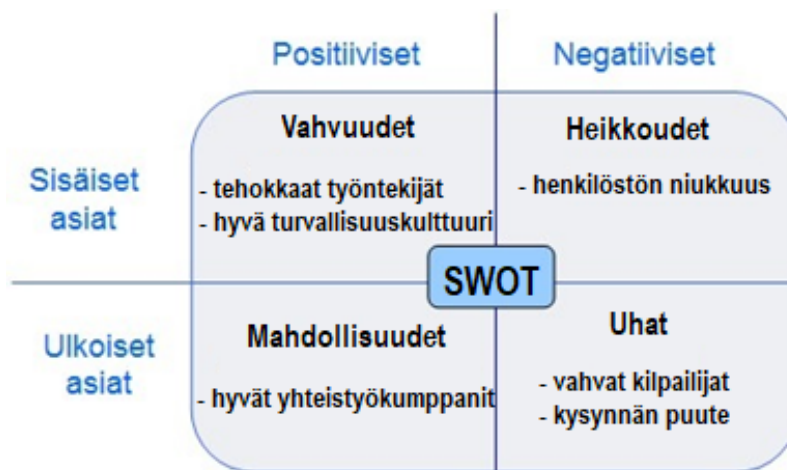 Positiiviset
Negatiiviset
Sisäiset
asiat
Vahvuudet
- tehokkaat työntekijät
- hyvä turvallisuuskulttuuri
Heikkoudet
- henkilöstön niukkuus
SWOT
Ulkoiset
asiat
Mahdollisuudet
- hyvät yhteistyökumppanit
Uhat
- vahvat kilpailijat
- kysynnän puute